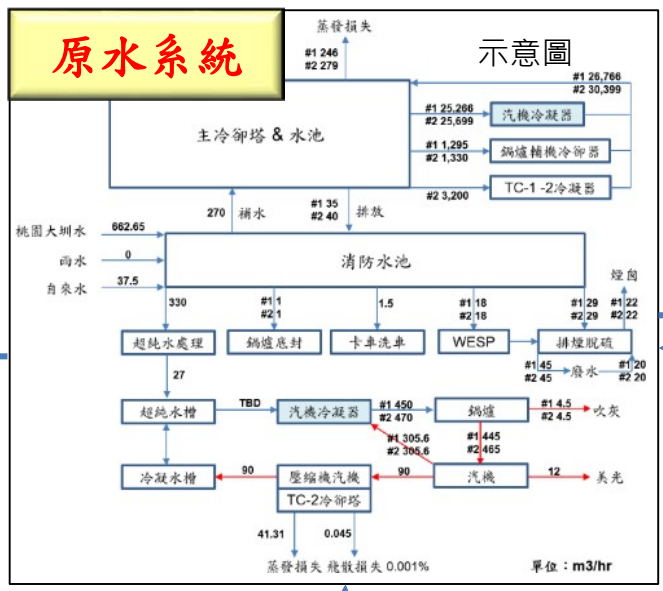 原水系統
示意圖
蒸發損失
#1 246
#2 279
#1 26,766
#2 30,399
主冷卻塔 & 水池
#1 25,266
#2 25,699
汽機冷凝器
#1 1,295
#2 1,330
鍋爐輔機冷卻器
#2 3,200
TC-1 -2冷凝器
270
補水
#1 35
#2 40
排放
桃園大圳水
662.65
雨水
0
自來水
37.5
消防水池
煙囪
330
#1 1
#2 1
1.5
#1 18
#2 18
#1 29
#2 29
#1 22
#2 22
超純水處理
鍋爐底封
卡車洗車
WESP
排煙脫硫
#1 45
#2 45
廢水
#1 20
#2 20
27
超純水槽
TBD
汽機冷凝器
#1 450
#2 470
鍋爐
#1 4.5
#2 4.5
吹灰
#1 305.6
#2 305.6
#1 445
#2 465
冷凝水槽
90
壓縮機汽機
TC-2冷卻塔
90
汽機
12
美光
41.31
0.045
蒸發損失 飛散損失 0.001%
單位：m3/hr